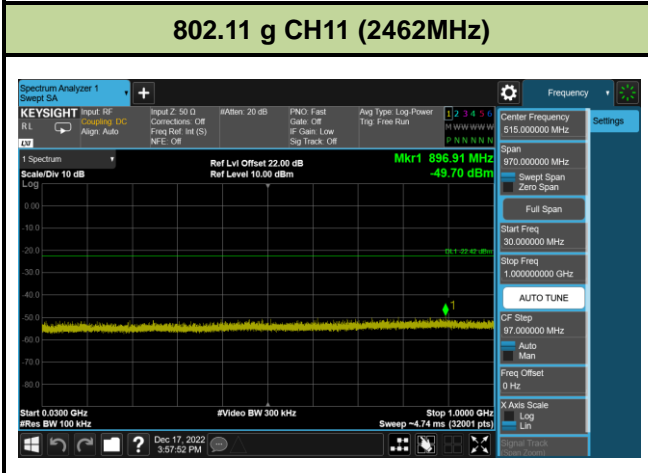 802.11 g CH11 (2462MHz)
Spectrum Analyzer 1
Swept SA
Frequency
KEYSIGHT
Input: RF
Input Z: 50 Ω
#Atten: 20 dB
PNO: Fast
Avg Type: Log-Power
1 2 3 4 5 6
R L
Coupling: DC
Corrections: Off
Gate: Off
Trig: Free Run
M W W W W W
Align: Auto
Freq Ref: Int (S)
IF Gain: Low
P N N N N N
LXI
NFE: Off
Sig Track: Off
Center Frequency
515.000000 MHz
Settings
1 Spectrum
Ref Lvl Offset 22.00 dB
Mkr1 896.91 MHz
Scale/Div 10 dB
Ref Level 10.00 dBm
-49.70 dBm
Span
970.000000 MHz
Swept Span
Zero Span
Full Span
Start Freq
30.000000 MHz
Stop Freq
1.000000000 GHz
AUTO TUNE
CF Step
97.000000 MHz
Auto
Man
Freq Offset
0 Hz
X Axis Scale
Log
Lin
Signal Track
(Span Zoom)
Log
0.00
-10.0
-20.0
DL1 -22.42 dBm
-30.0
-40.0
1
-50.0
-60.0
-70.0
-80.0
Start 0.0300 GHz
#Video BW 300 kHz
Stop 1.0000 GHz
#Res BW 100 kHz
Sweep ~4.74 ms (32001 pts)
?
Dec 17, 2022
3:57:52 PM